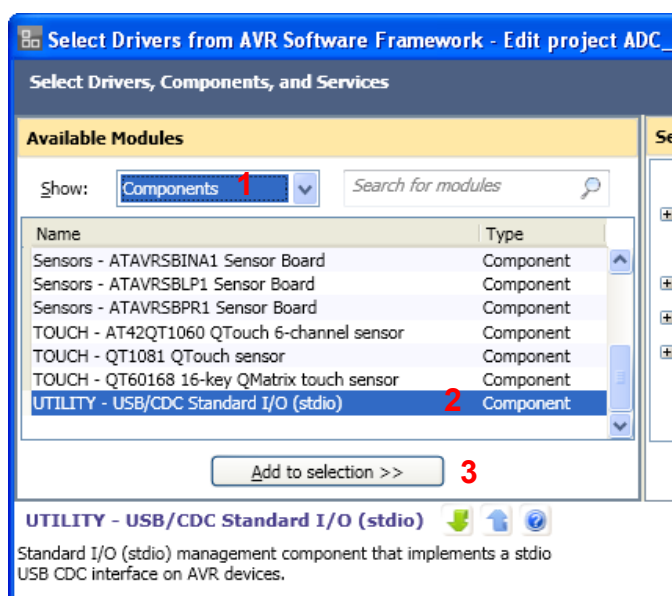 Select Drivers from AVR Software Framework - Edit project ADC_
Select Drivers, Components, and Services
Available Modules
Se
Show: Components 1 Search for modules
Name Type
Sensors - ATAVRSBINA1 Sensor Board Component
Sensors - ATAVRSBLP1 Sensor Board Component
Sensors - ATAVRSBPR1 Sensor Board Component
TOUCH - AT42QT1060 QTouch 6-channel sensor Component
TOUCH - QT1081 QTouch sensor Component
TOUCH - QT60168 16-key QMatrix touch sensor Component
UTILITY - USB/CDC Standard I/O (stdio) 2 Component
Add to selection >> 3
UTILITY - USB/CDC Standard I/O (stdio)
Standard I/O (stdio) management component that implements a stdio
USB CDC interface on AVR devices.